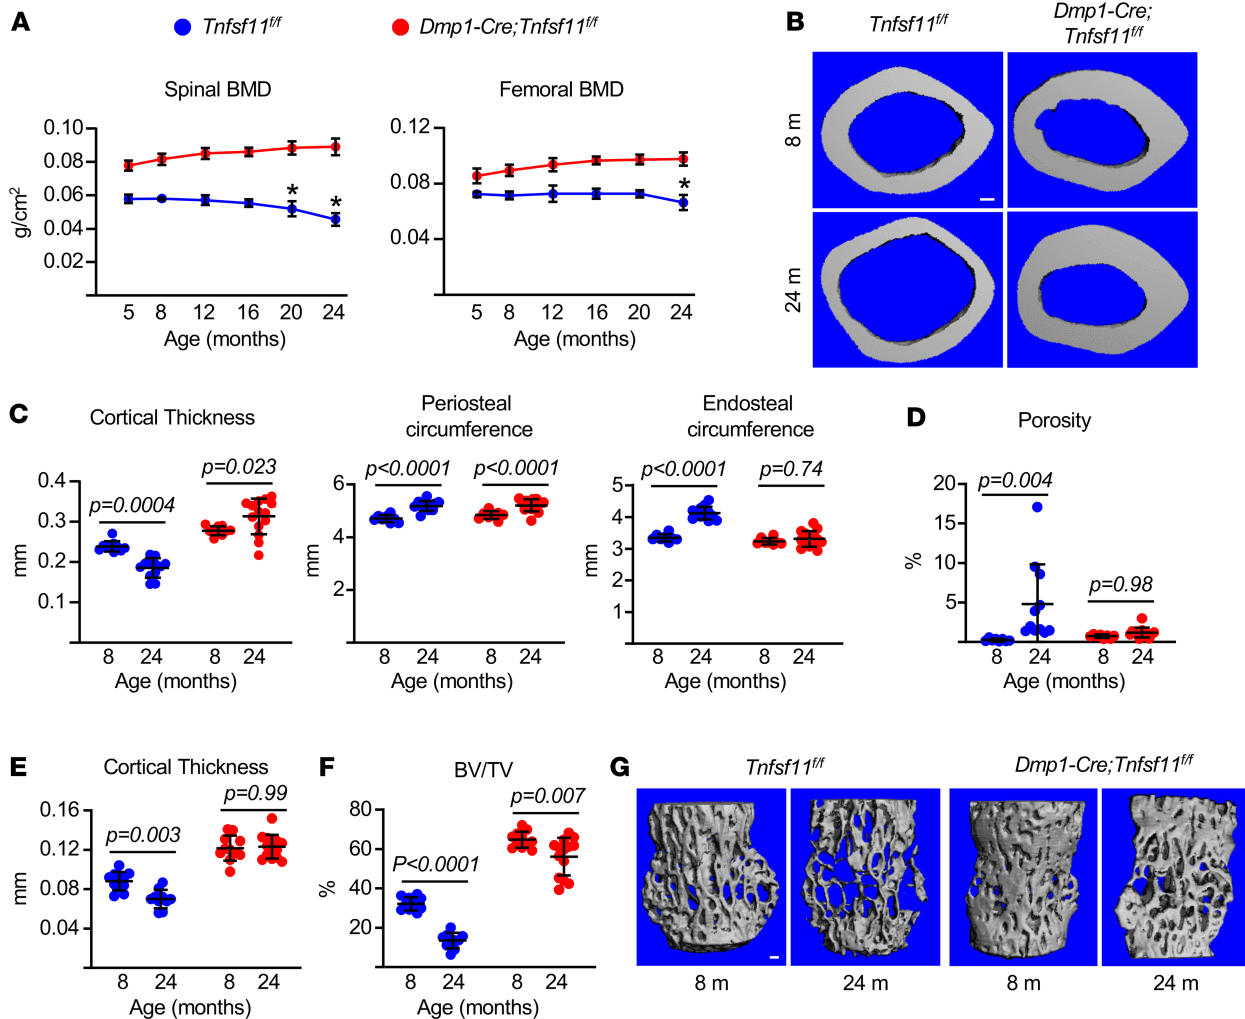 A
Tnfsf11f/f
Dmp1-Cre;Tnfsf11f/f
Spinal BMD
0.10
0.08
0.06
0.04
0.02
g/cm2
*
*
5 8 12 16 20 24
Age (months)
Femoral BMD
0.12
0.08
0.04
*
5 8 12 16 20 24
Age (months)
B
Tnfsf11f/f
Dmp1-Cre;
Tnfsf11f/f
8 m
24 m
C
Cortical Thickness
p=0.0004
p=0.023
0.4
0.3
0.2
0.1
mm
8 24 8 24
Age (months)
Periosteal
circumference
p<0.0001
p<0.0001
6
4
2
mm
8 24 8 24
Age (months)
Endosteal
circumference
p<0.0001
p=0.74
5
4
3
2
1
mm
8 24 8 24
Age (months)
D
Porosity
p=0.004
p=0.98
20
15
10
5
%
8 24 8 24
Age (months)
E
Cortical Thickness
p=0.003
p=0.99
0.16
0.12
0.08
0.04
mm
8 24 8 24
Age (months)
F
BV/TV
P<0.0001
p=0.007
80
60
40
20
%
8 24 8 24
Age (months)
G
Tnfsf11f/f
Dmp1-Cre;Tnfsf11f/f
8 m
24 m
8 m
24 m